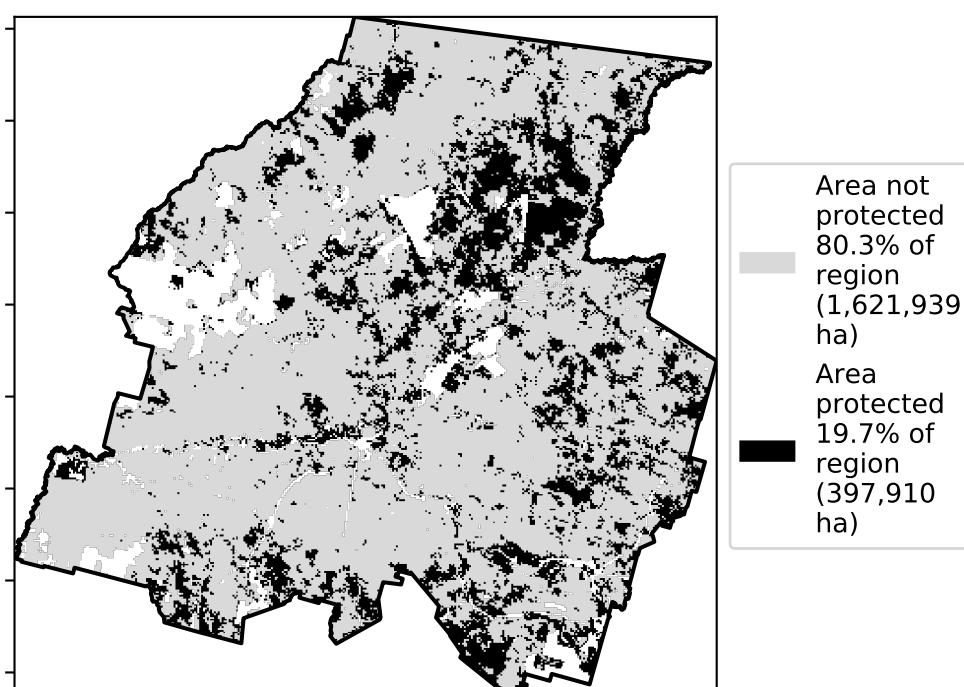 Area not
protected
80.3% of
region
(1,621,939
ha)
Area
protected
19.7% of
region
(397,910
ha)